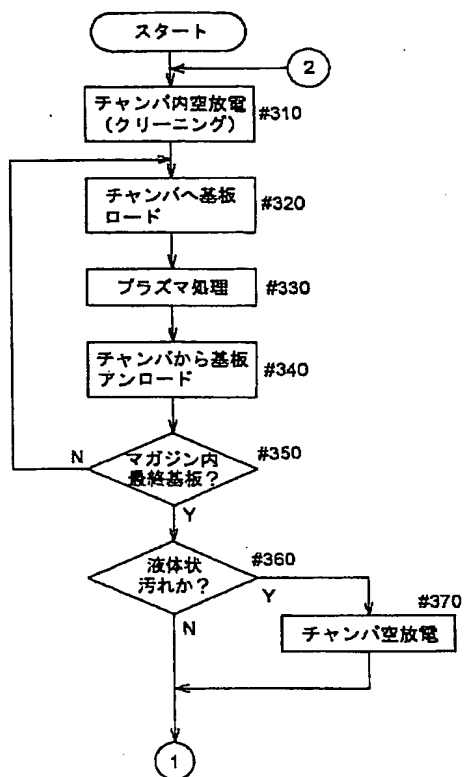 スタート
2
チャンバ内空放電
(クリーニング)
#310
チャンバへ基板
ロード
#320
プラズマ処理
#330
チャンバから基板
アンロード
#340
マガジン内
最終基板?
#350
N
Y
液体状
汚れか?
#360
Y
N
#370
チャンバ空放電
1